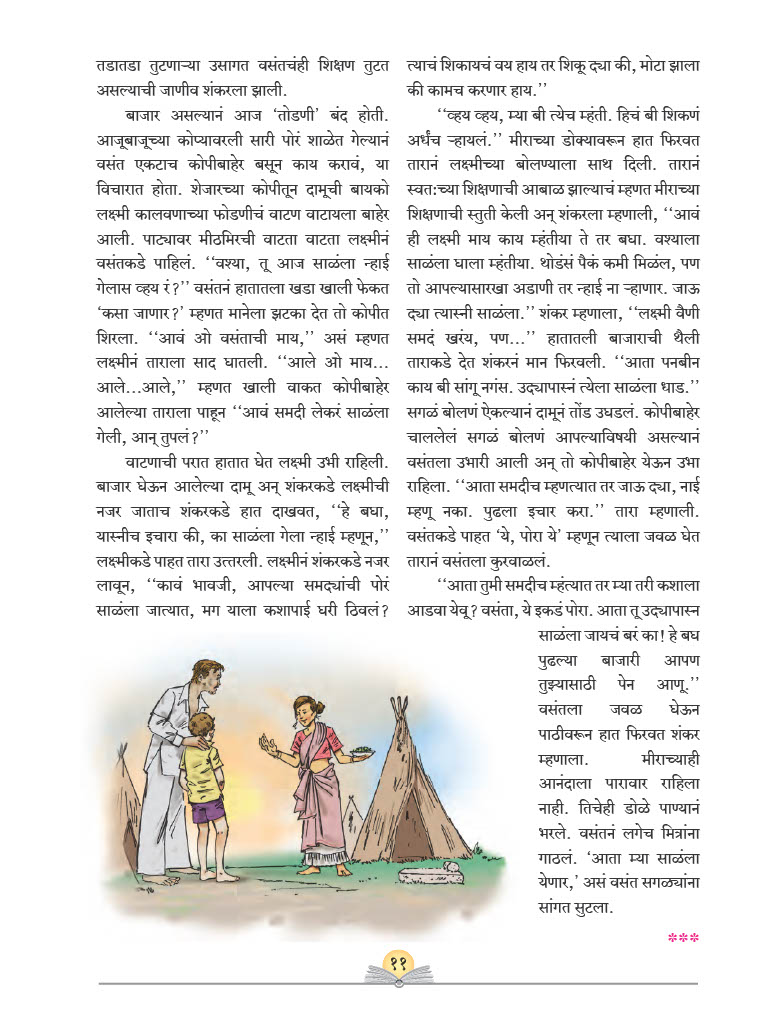 तडातडा तुटणाऱ्या उसागत वसंतचंही शिक्षण तुटत
असल्याची जाणीव शंकरला झाली.
बाजार असल्यानं आज ‘तोडणी’ बंद होती.
आजूबाजूच्या कोप्यावरली सारी पोरं शाळेत गेल्यानं
वसंत एकटाच कोपीबाहेर बसून काय करावं, या
विचारात होता. शेजारच्या कोपीतून दामूची बायको
लक्ष्मी कालवणाच्या फोडणीचं वाटण वाटायला बाहेर
आली. पाट्यावर मीठमिरची वाटता वाटता लक्ष्मीनं
वसंतकडे पाहिलं. ‘‘वश्या, तू आज साळंला न्हाई
गेलास व्हय रं?’’ वसंतनं हातातला खडा खाली फेकत
‘कसा जाणार?’ म्हणत मानेला झटका देत तो कोपीत
शिरला. ‘‘आवं ओ वसंताची माय,’’ असं म्हणत
लक्ष्मीनं ताराला साद घातली. ‘‘आले ओ माय...
आले...आले,’’ म्हणत खाली वाकत कोपीबाहेर
आलेल्या ताराला पाहून ‘‘आवं समदी लेकरं साळंला
गेली, आन् तुपलं?’’
वाटणाची परात हातात घेत लक्ष्मी उभी राहिली.
बाजार घेऊन आलेल्या दामू अन् शंकरकडे लक्ष्मीची
नजर जाताच शंकरकडे हात दाखवत, ‘‘हे बघा,
यास्नीच इचारा की, का साळंला गेला न्हाई म्हणून,’’
लक्ष्मीकडे पाहत तारा उत्तरली. लक्ष्मीनं शंकरकडे नजर
लावून, ‘‘कावं भावजी, आपल्या समद्यांची पोरं
साळंला जात्यात, मग याला कशापाई घरी ठिवलं?
त्याचं शिकायचं वय हाय तर शिकू द्या की, मोटा झाला
की कामच करणार हाय.’’
‘‘व्हय व्हय, म्या बी त्येच म्हंती. हिचं बी शिकणं
अर्धंच ऱ्हायलं.’’ मीराच्या डोक्यावरून हात फिरवत
तारानं लक्ष्मीच्या बोलण्याला साथ दिली. तारानं
स्वत:च्या शिक्षणाची आबाळ झाल्याचं म्हणत मीराच्या
शिक्षणाची स्तुती केली अन् शंकरला म्हणाली, ‘‘आवं
ही लक्ष्मी माय काय म्हंतीया ते तर बघा. वश्याला
साळंला घाला म्हंतीया. थोडंसं पैकं कमी मिळंल, पण
तो आपल्यासारखा अडाणी तर न्हाई ना ऱ्हाणार. जाऊ
द्या त्यास्नी साळंला.’’ शंकर म्हणाला, ‘‘लक्ष्मी वैणी
समदं खरंय, पण...’’ हातातली बाजाराची थैली
ताराकडे देत शंकरनं मान फिरवली. ‘‘आता पनबीन
काय बी सांगू नगंस. उद्यापास्नं त्येला साळंला धाड.’’
सगळं बोलणं ऐकल्यानं दामूनं तोंड उघडलं. कोपीबाहेर
चाललेलं सगळं बोलणं आपल्याविषयी असल्यानं
वसंतला उभारी आली अन् तो कोपीबाहेर येऊन उभा
राहिला. ‘‘आता समदीच म्हणत्यात तर जाऊ द्या, नाई
म्हणू नका. पुढला इचार करा.’’ तारा म्हणाली.
वसंतकडे पाहत ‘ये, पोरा ये’ म्हणून त्याला जवळ घेत
तारानं वसंतला कुरवाळलं.
‘‘आता तुमी समदीच म्हंत्यात तर म्या तरी कशाला
आडवा येवू? वसंता, ये इकडं पोरा. आता तू उद्यापास्न
साळंला जायचं बरं का! हे बघ
पुढल्या बाजारी आपण
तुझ्यासाठी पेन आणू.’’
वसंतला जवळ घेऊन
पाठीवरून हात फिरवत शंकर
म्हणाला. मीराच्याही
आनंदाला पारावार राहिला
नाही. तिचेही डोळे पाण्यानं
भरले. वसंतनं लगेच मित्रांना
गाठलं. ‘आता म्या साळंला
येणार,’ असं वसंत सगळ्यांना
सांगत सुटला.
***
११